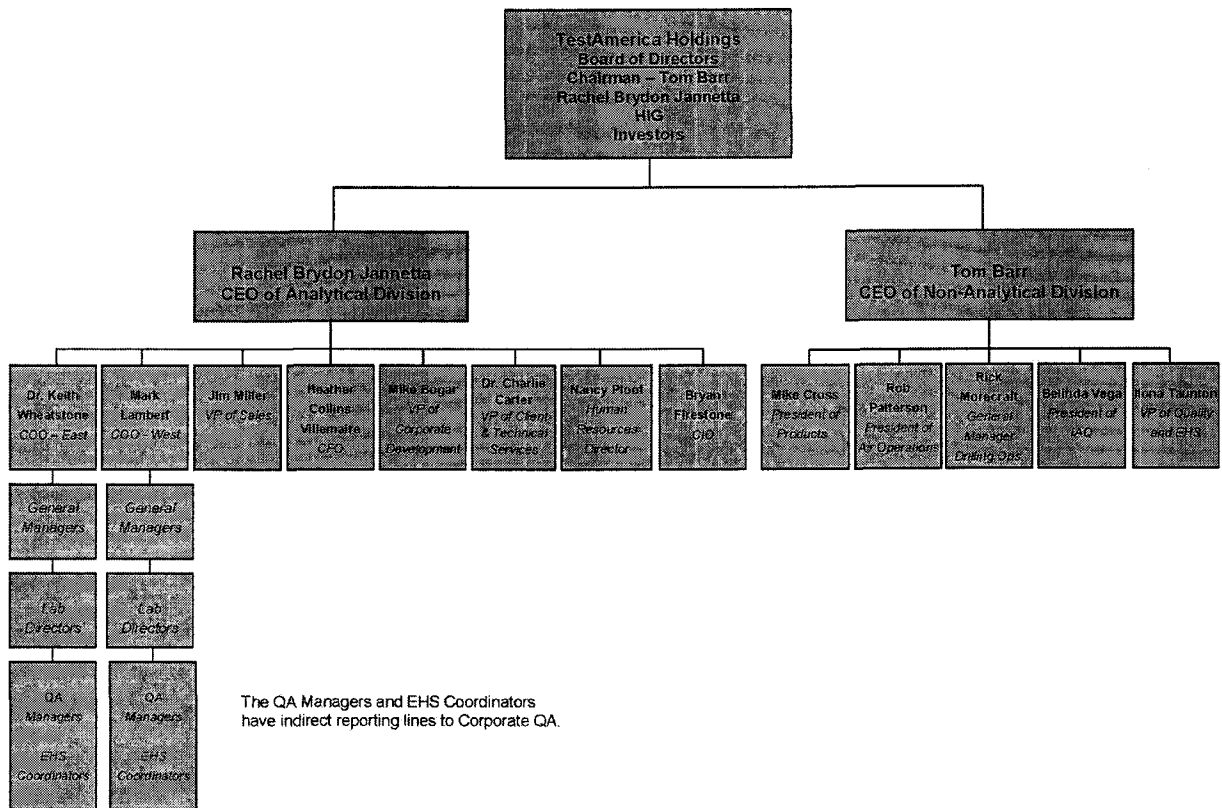 TestAmerica Holdings
Board of Directors
Chairman – Tom Barr
Rachel Brydon Jannetta
HIG
Investors
Rachel Brydon Jannetta
CEO of Analytical Division
Tom Barr
CEO of Non-Analytical Division
Dr. Keith
Wheatstone
COO – East
Mark
Lambert
COO – West
Jim Miller
VP of Sales
Heather
Collins
Villemaire
CFO
Mike Bogar
VP of
Corporate
Development
Dr. Charlie
Carter
VP of Client
& Technical
Services
Nancy
Human
Resources
Director
Bryan
Firestone
CIO
Mike Cross
President of
Products
Rob
Patterson
President of
Air Operations
Rick
Morecraft
General
Manager
Drilling Ops
Belinda Vega
President of
IAQ
Ilona Taunton
VP of Quality
and EHS
General
Managers
General
Managers
Lab
Directors
Lab
Directors
QA
Managers
EHS
Coordinators
QA
Managers
EHS
Coordinators
The QA Managers and EHS Coordinators
have indirect reporting lines to Corporate QA.